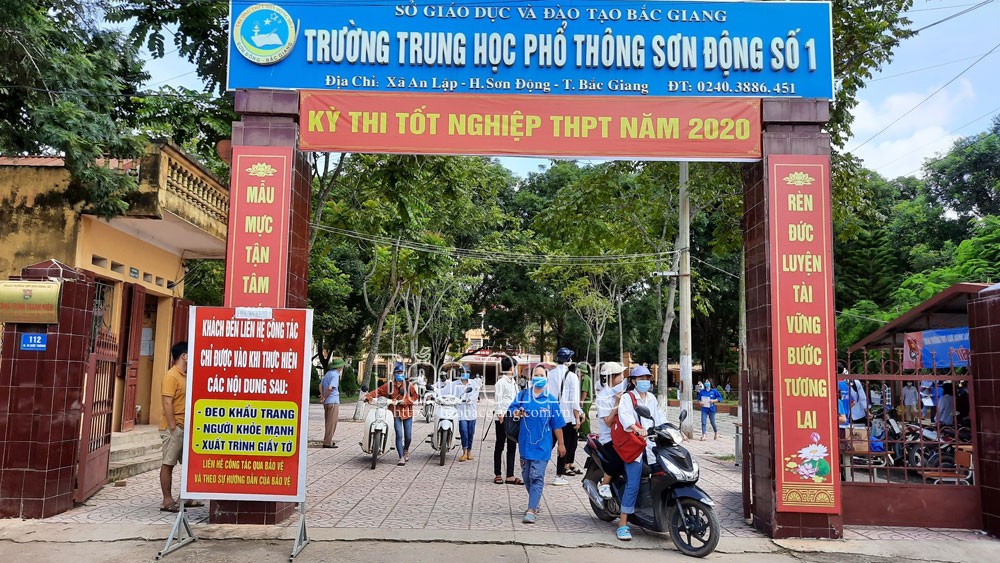 SỞ GIÁO DỤC VÀ ĐÀO TẠO BẮC GIANG
TRƯỜNG TRUNG HỌC PHỔ THÔNG SƠN ĐỘNG SỐ 1
Địa Chỉ: Xã An Lập - H.Sơn Động - T. Bắc Giang ĐT: 0240.3886.451
KỲ THI TỐT NGHIỆP THPT NĂM 2020
MẪU
MỰC
TẬN
TÂM
RÈN
ĐỨC
LUYỆN
TÀI
VỮNG
BƯỚC
TƯƠNG
LAI
112
KHÁCH ĐẾN LIÊN HỆ CÔNG TÁC
CHỈ ĐƯỢC VÀO KHI THỰC HIỆN
CÁC NỘI DUNG SAU:
- ĐEO KHẨU TRANG
- NGƯỜI KHỎE MẠNH
- XUẤT TRÌNH GIẤY TỜ
LIÊN HỆ CÔNG TÁC QUA BẢO VỆ
VÀ THEO SỰ HƯỚNG DẪN CỦA BẢO VỆ